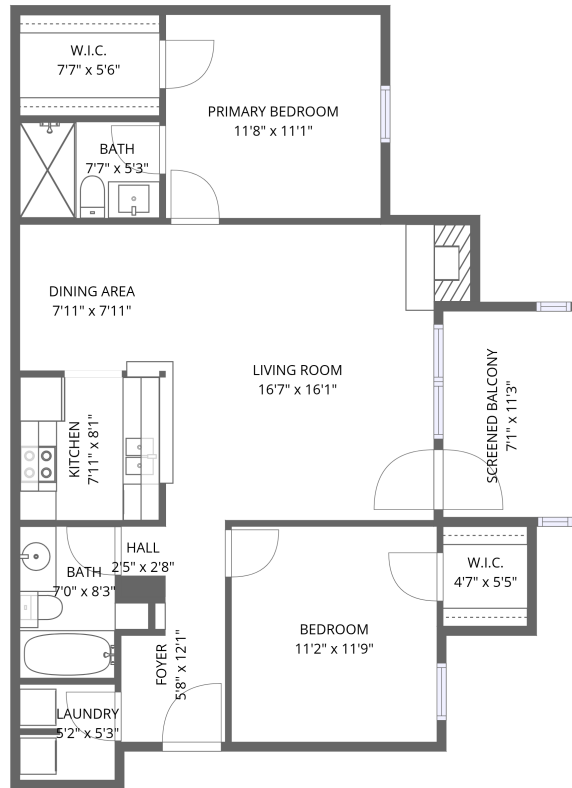 W.I.C.
7'7" x 5'6"
PRIMARY BEDROOM
11'8" x 11'1"
BATH
7'7" x 5'3"
DINING AREA
7'11" x 7'11"
LIVING ROOM
16'7" x 16'1"
SCREENED BALCONY
7'1" x 11'3"
KITCHEN
7'11" x 8'1"
HALL
2'5" x 2'8"
BATH
7'0" x 8'3"
W.I.C.
4'7" x 5'5"
BEDROOM
11'2" x 11'9"
FOYER
5'8" x 12'1"
LAUNDRY
5'2" x 5'3"